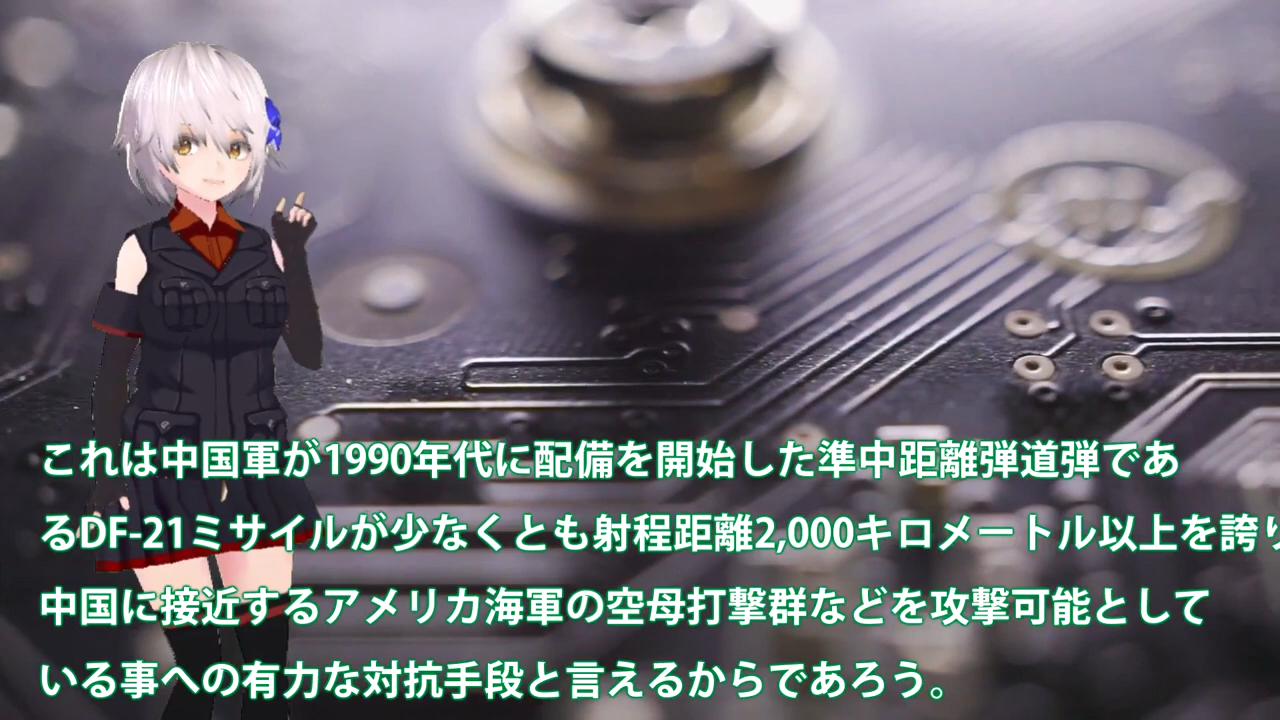 これは中国軍が1990年代に配備を開始した準中距離弾道弾であ
るDF-21ミサイルが少なくとも射程距離2,000キロメートル以上を誇り
中国に接近するアメリカ海軍の空母打撃群などを攻撃可能として
いる事への有力な対抗手段と言えるからであろう。